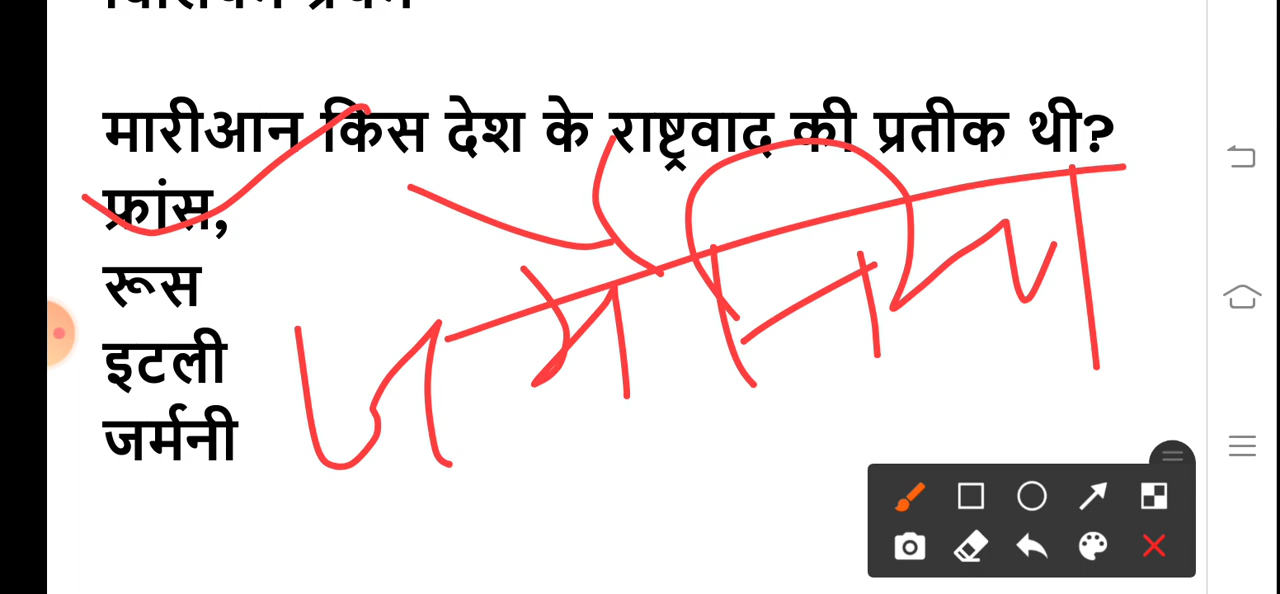 मारीआन किस देश के राष्ट्रवाद की प्रतीक थी?
फ्रांस,
रूस
इटली
जर्मनी